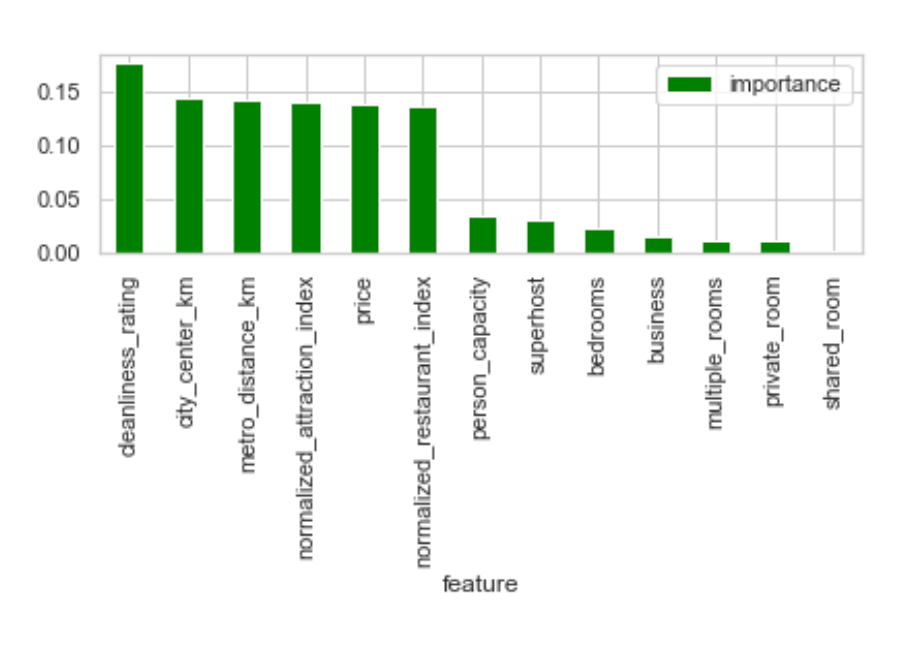 importance
0.15
0.10
0.05
0.00
cleanliness_rating
city_center_km
metro_distance_km
normalized_attraction_index
price
normalized_restaurant_index
person_capacity
superhost
bedrooms
business
multiple_rooms
private_room
shared_room
feature